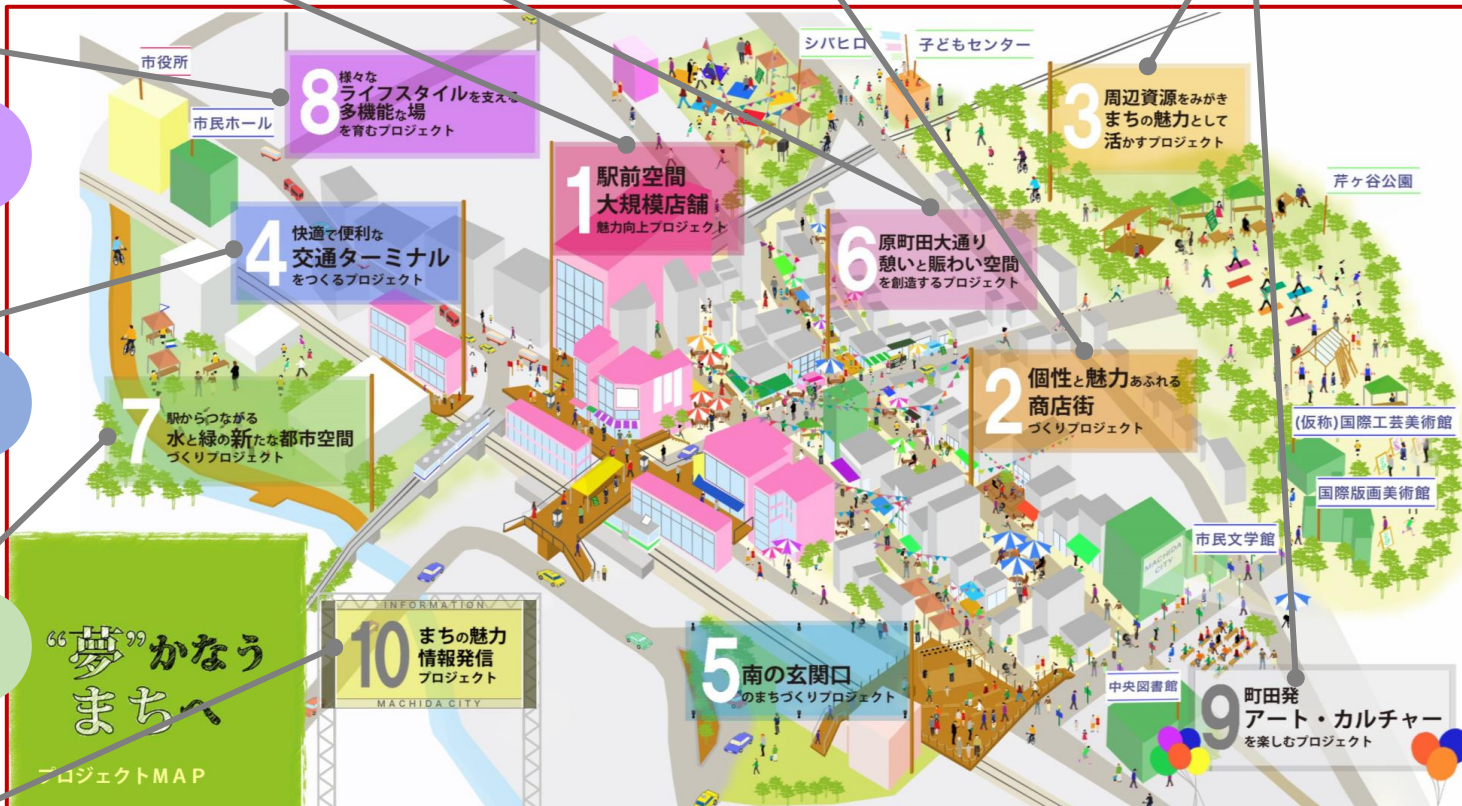 市役所
市民ホール
8
様々な
ライフスタイルを支える
多機能な場
を育むプロジェクト
シバヒロ
子どもセンター
3
周辺資源をみがき
まちの魅力として
活かすプロジェクト
芹ヶ谷公園
1
駅前空間
大規模店舗
魅力向上プロジェクト
4
快適で便利な
交通ターミナル
をつくるプロジェクト
6
原町田大通り
憩いと賑わい空間
を創造するプロジェクト
2
個性と魅力あふれる
商店街
づくりプロジェクト
7
駅からつながる
水と緑の新たな都市空間
づくりプロジェクト
(仮称)国際工芸美術館
国際版画美術館
市民文学館
MACHIDA
CITY
“夢”かなう
まちへ
プロジェクトMAP
INFORMATION
10
まちの魅力
情報発信
プロジェクト
MACHIDA CITY
5
南の玄関口
のまちづくりプロジェクト
中央図書館
9
町田発
アート・カルチャー
を楽しむプロジェクト